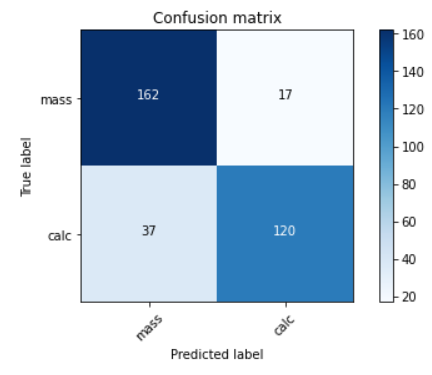 Confusion matrix
mass
162
17
calc
37
120
mass
calc
True label
Predicted label
160
140
120
100
80
60
40
20